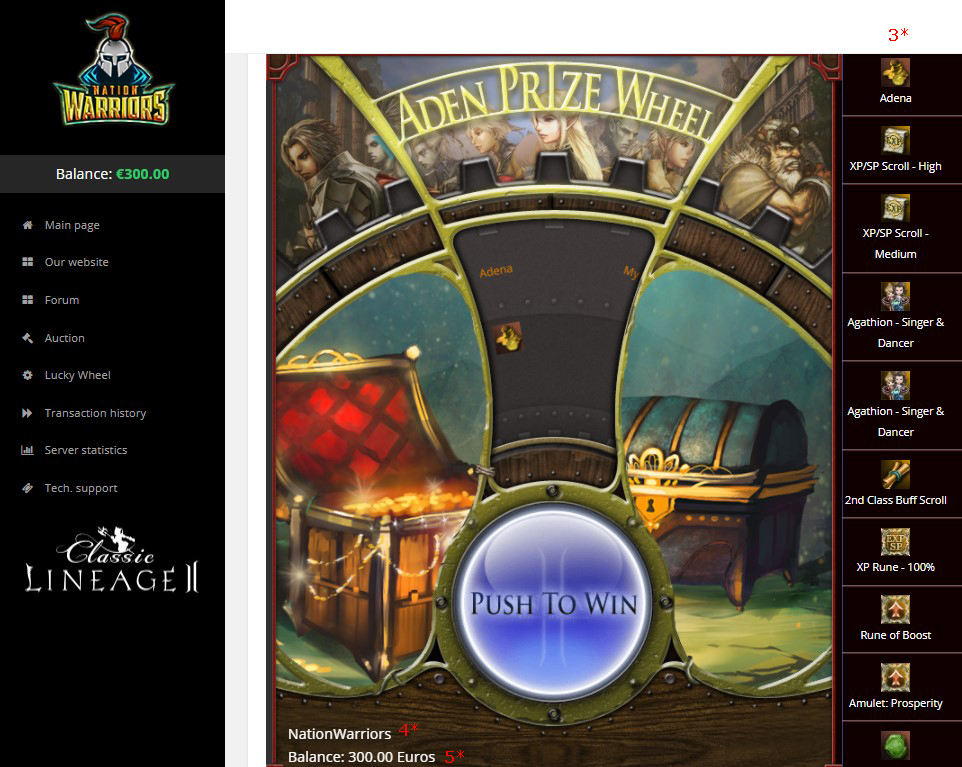 NATION
WARRIORS
Balance: €300.00
Main page
Our website
Forum
Auction
Lucky Wheel
Transaction history
Server statistics
Tech. support
Classic
LINEAGE II
ADEN PRIZE WHEEL
Adena
My
PUSH TO WIN
NationWarriors 4*
Balance: 300.00 Euros 5*
3*
Adena
XP/SP Scroll - High
XP/SP Scroll -
Medium
Agathion - Singer &
Dancer
Agathion - Singer &
Dancer
2nd Class Buff Scroll
EXP
SP
XP Rune - 100%
Rune of Boost
Amulet: Prosperity